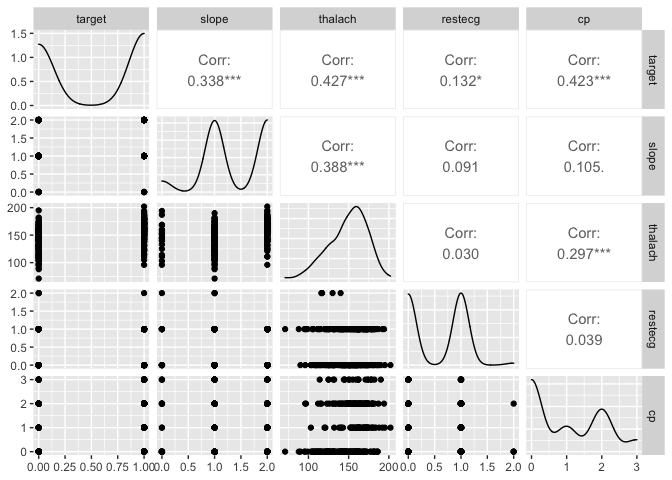 target slope thalach restecg cp
1.5
1.0
0.5
0.0
Corr:
0.338***
Corr:
0.427***
Corr:
0.132*
Corr:
0.423***
target
2.0
1.5
1.0
0.5
0.0
Corr:
0.388***
Corr:
0.091
Corr:
0.105.
slope
200
150
100
Corr:
0.030
Corr:
0.297***
thalach
2.0
1.5
1.0
0.5
0.0
Corr:
0.039
restecg
3
2
1
0
cp
0.00 0.25 0.50 0.75 1.00 0.0 0.5 1.0 1.5 2.0 100 150 200 0.0 0.5 1.0 1.5 2.0 0 1 2 3